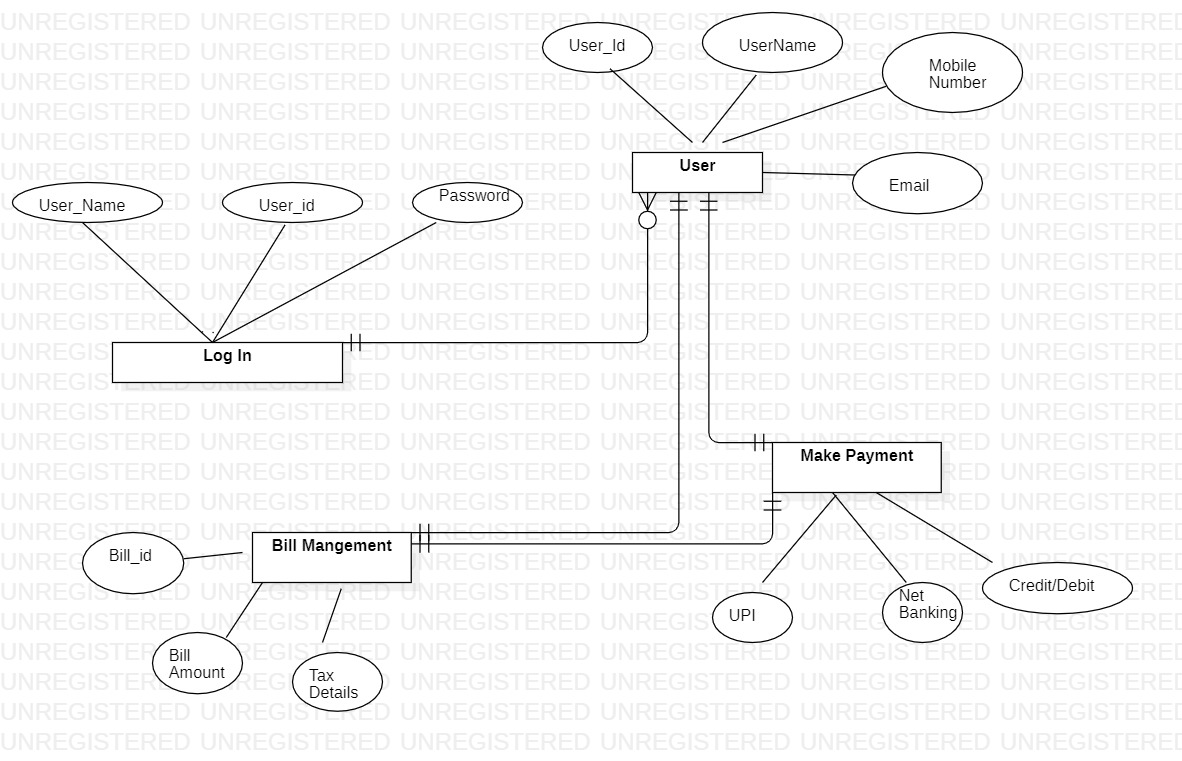 User_Id
UserName
Mobile
Number
User
Email
User_Name
User_id
Password
Log In
Make Payment
Bill Mangement
Bill_id
Bill
Amount
Tax
Details
UPI
Net
Banking
Credit/Debit
UNREGISTERED UNREGISTERED UNREGISTERED UNREGISTERED UNREGISTERED UNREGISTERED